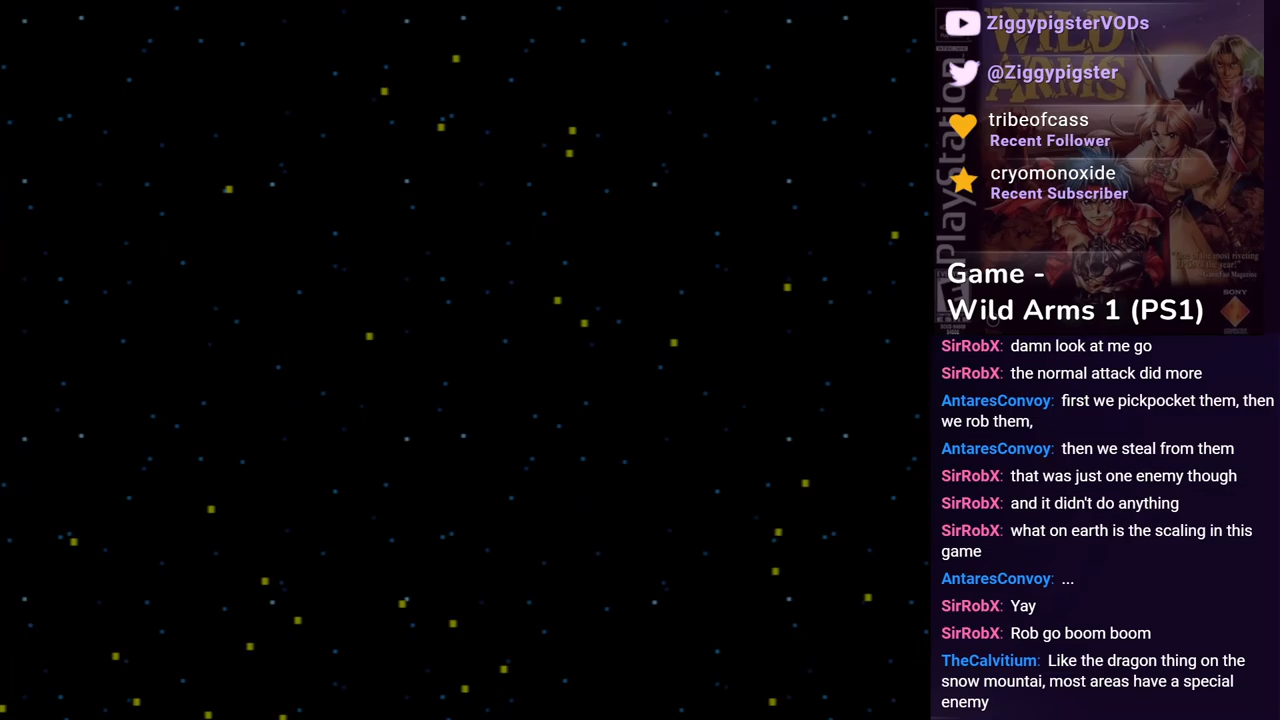 ZiggypigsterVODs
@Ziggypigster
tribeofcass
Recent Follower
cryomonoxide
Recent Subscriber
WILD
ARMS
PlayStation
Game -
Wild Arms 1 (PS1)
SONY
SirRobX: damn look at me go
SirRobX: the normal attack did more
AntaresConvoy: first we pickpocket them, then
we rob them,
AntaresConvoy: then we steal from them
SirRobX: that was just one enemy though
SirRobX: and it didn't do anything
SirRobX: what on earth is the scaling in this
game
AntaresConvoy: ...
SirRobX: Yay
SirRobX: Rob go boom boom
TheCalvitium: Like the dragon thing on the
snow mountai, most areas have a special
enemy